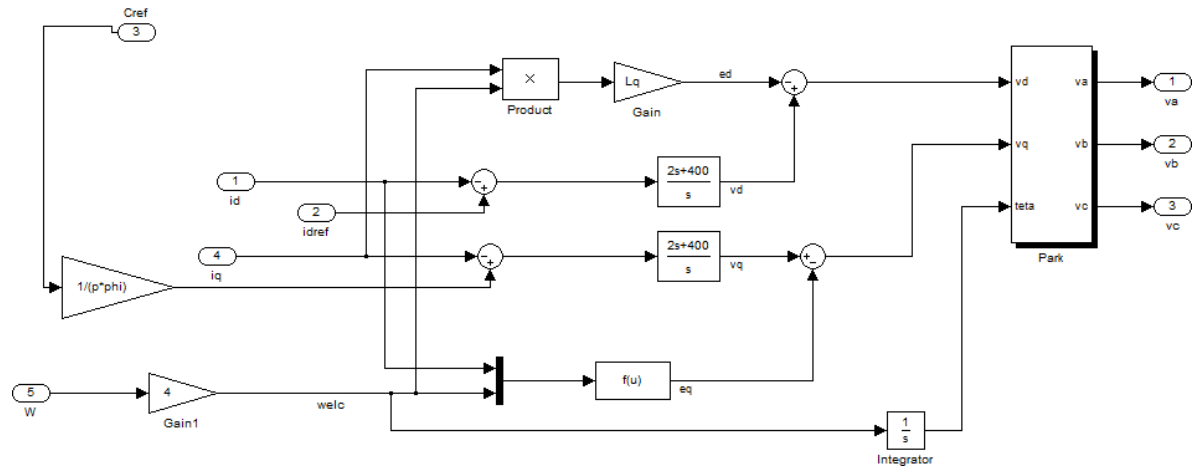 Cref
3
×
Product
Lq
Gain
ed
-
+
vd
va
1
va
vq
vb
2
vb
teta
vc
3
vc
Park
1
id
-
+
2s+400
s
vd
2
idref
4
iq
-
+
2s+400
s
vq
+
-
1/(p*phi)
5
W
4
Gain1
welc
f(u)
eq
1
s
Integrator